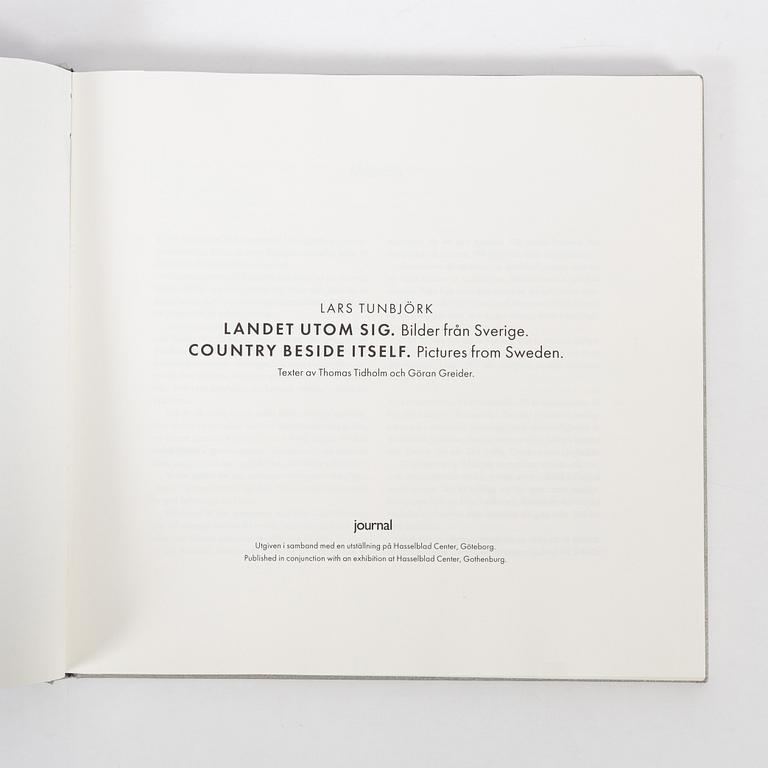 LARS TUNBJÖRK
LANDET UTOM SIG. Bilder från Sverige.
COUNTRY BESIDE ITSELF. Pictures from Sweden.
Texter av Thomas Tidholm och Göran Greider.
journal
Utgiven i samband med en utställning på Hasselblad Center, Göteborg.
Published in conjunction with an exhibition at Hasselblad Center, Gothenburg.